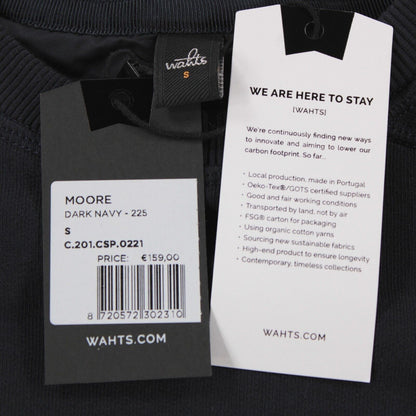 wahts
S
MOORE
DARK NAVY - 225
S
C.201.CSP.0221
PRICE: €159,00
8 720572 302310
WAHTS.COM
WE ARE HERE TO STAY
[WAHTS]
We're continuously finding new ways
to innovate and aiming to lower our
carbon footprint. So far...
• Local production, made in Portugal
• Oeko-Tex®/GOTS certified suppliers
• Good and fair working conditions
• Transported by land, not by air
• FSG® carton for packaging
• Using organic cotton yarns
• Sourcing new sustainable fabrics
• High-end product to ensure longevity
• Contemporary, timeless collections
WAHTS.COM